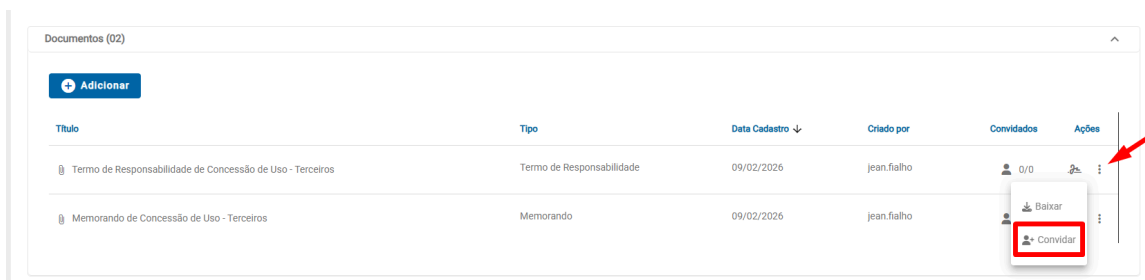 Documentos (02)
Adicionar
Título Tipo Data Cadastro Criado por Convidados Ações
Termo de Responsabilidade de Concessão de Uso - Terceiros Termo de Responsabilidade 09/02/2026 jean.fialho 0/0
Baixar
Memorando de Concessão de Uso - Terceiros Memorando 09/02/2026 jean.fialho
Convidar